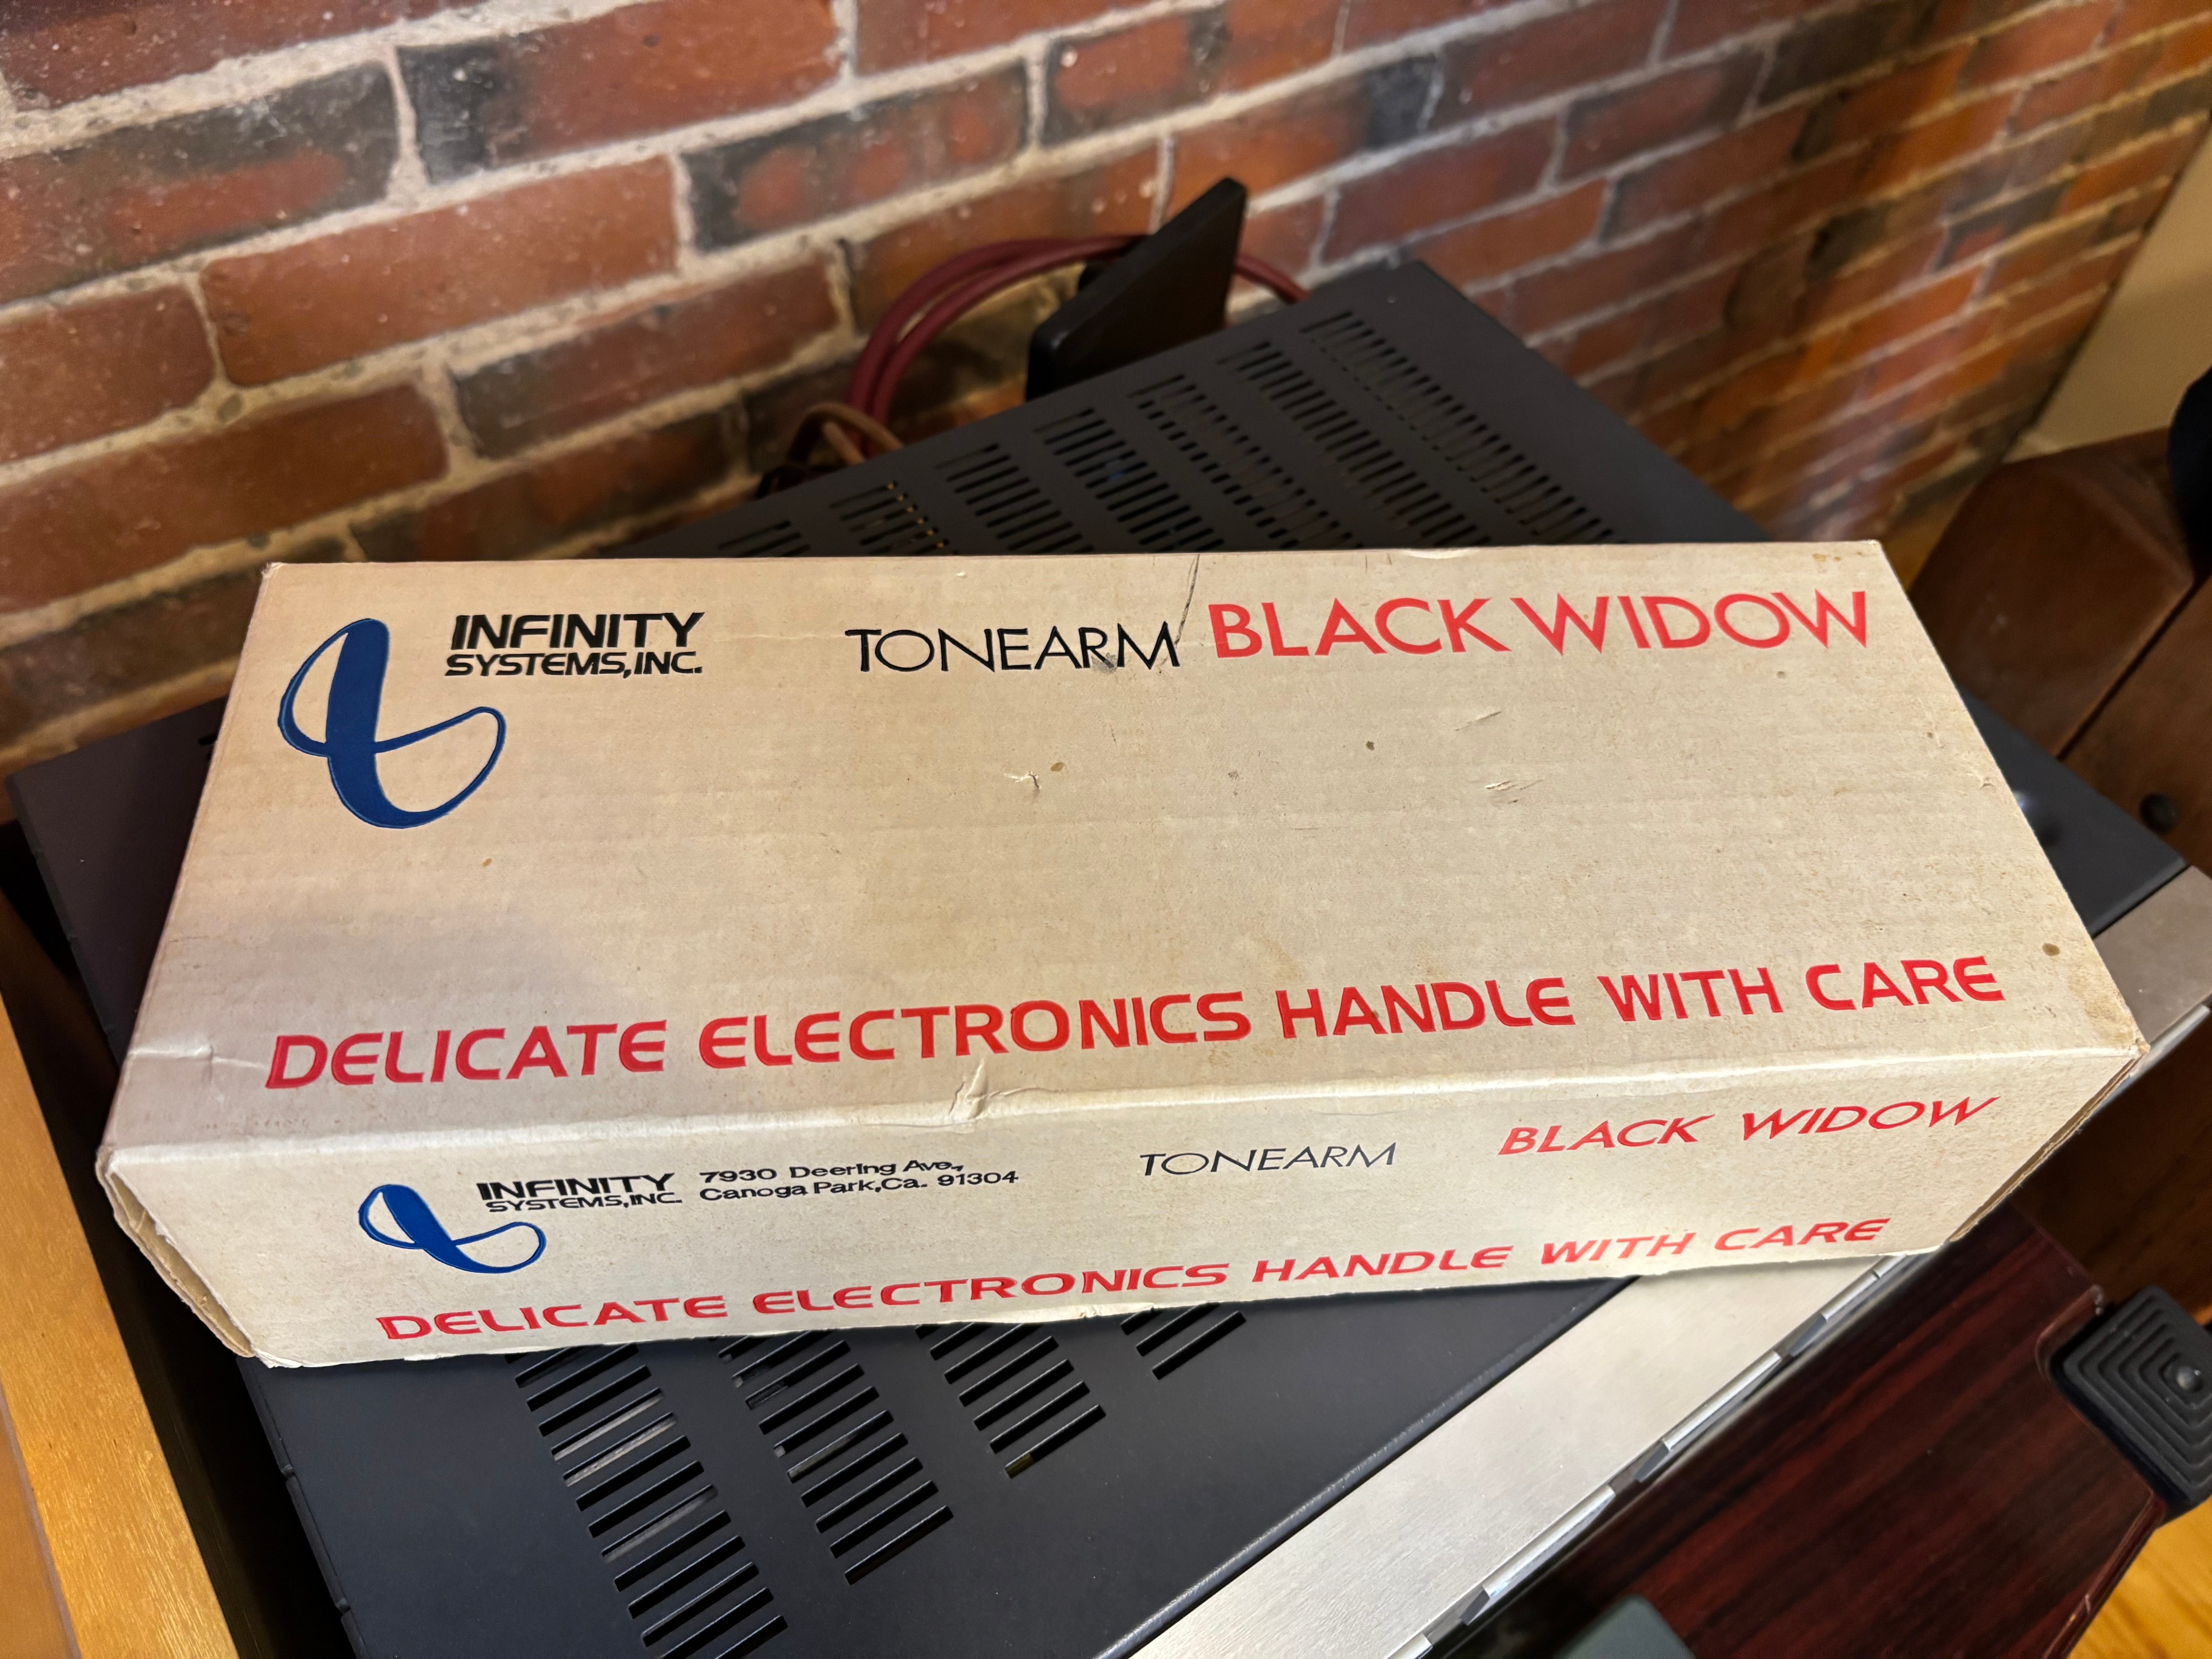 INFINITY
SYSTEMS,INC.
TONEARM BLACK WIDOW
DELICATE ELECTRONICS HANDLE WITH CARE
INFINITY
SYSTEMS,INC.
7930 Deering Ave.,
Canoga Park,Ca. 91304
TONEARM BLACK WIDOW
DELICATE ELECTRONICS HANDLE WITH CARE